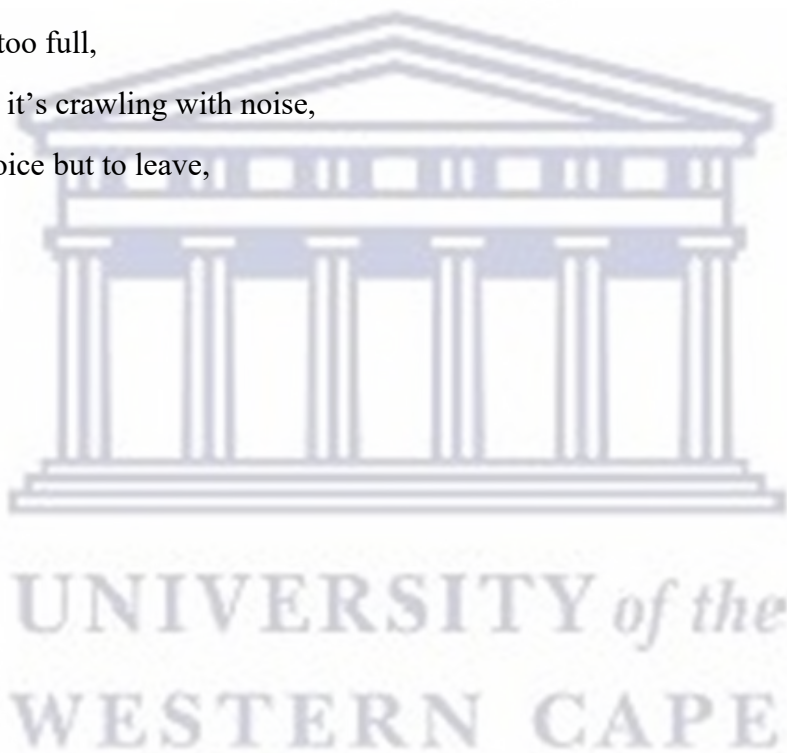 too full,
it’s crawling with noise,
oice but to leave,
UNIVERSITY of the
WESTERN CAPE